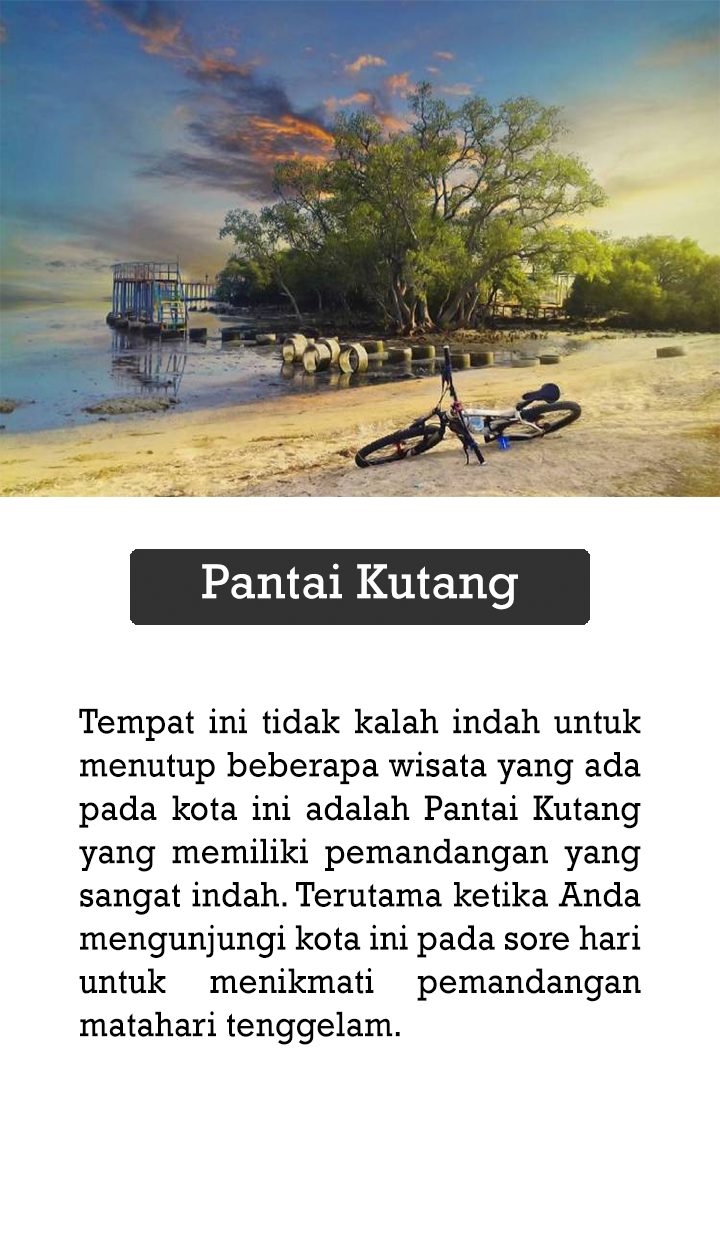 Pantai Kutang
Tempat ini tidak kalah indah untuk
menutup beberapa wisata yang ada
pada kota ini adalah Pantai Kutang
yang memiliki pemandangan yang
sangat indah. Terutama ketika Anda
mengunjungi kota ini pada sore hari
untuk menikmati pemandangan
matahari tenggelam.